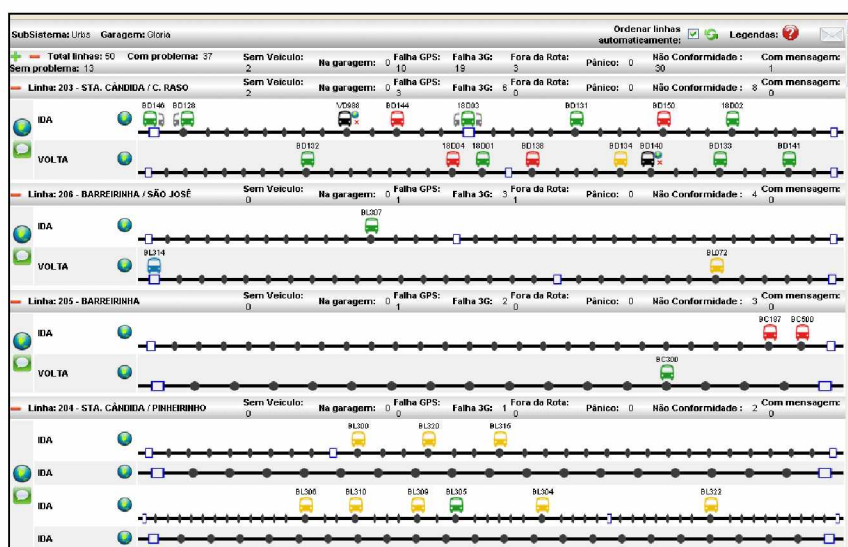 SubSistema: Urbs Garagem: Gloria
Ordenar linhas automaticamente: Legendas:
Total linhas: 50 Com problema: 37 Sem problema: 13 Sem Veiculo: 2 Na garagem: 0 Falha GPS: 10 Falha 3G: 19 Fora da Rota: 3 Pânico: 0 Não Conformidade: 30 Com mensagem: 1
Linha: 203 - STA. CÂNDIDA / C. RASO Sem Veiculo: 2 Na garagem: 0 Falha GPS: 3 Falha 3G: 6 Fora da Rota: 0 Pânico: 0 Não Conformidade : 8 Com mensagem: 0
BD146 BD128 VD988 BD144 18D03 BD131 BD150 18D02
IDA
BD132 18D04 18D01 BD138 BD134 BD140 BD133 BD141
VOLTA
Linha: 206 - BARREIRINHA / SÃO JOSÉ Sem Veiculo: 0 Na garagem: 0 Falha GPS: 1 Falha 3G: 3 Fora da Rota: 1 Pânico: 0 Não Conformidade : 4 Com mensagem: 0
BL307
IDA
BL314 BL072
VOLTA
Linha: 205 - BARREIRINHA Sem Veiculo: 0 Na garagem: 0 Falha GPS: 1 Falha 3G: 2 Fora da Rota: 0 Pânico: 0 Não Conformidade : 3 Com mensagem: 0
BC197 BC500
IDA
BC300
VOLTA
Linha: 204 - STA. CÂNDIDA / PINHEIRINHO Sem Veiculo: 0 Na garagem: 0 Falha GPS: 0 Falha 3G: 1 Fora da Rota: 0 Pânico: 0 Não Conformidade : 2 Com mensagem: 0
BL300 BL320 BL316
IDA
IDA
BL306 BL310 BL309 BL305 BL304 BL322
IDA
IDA